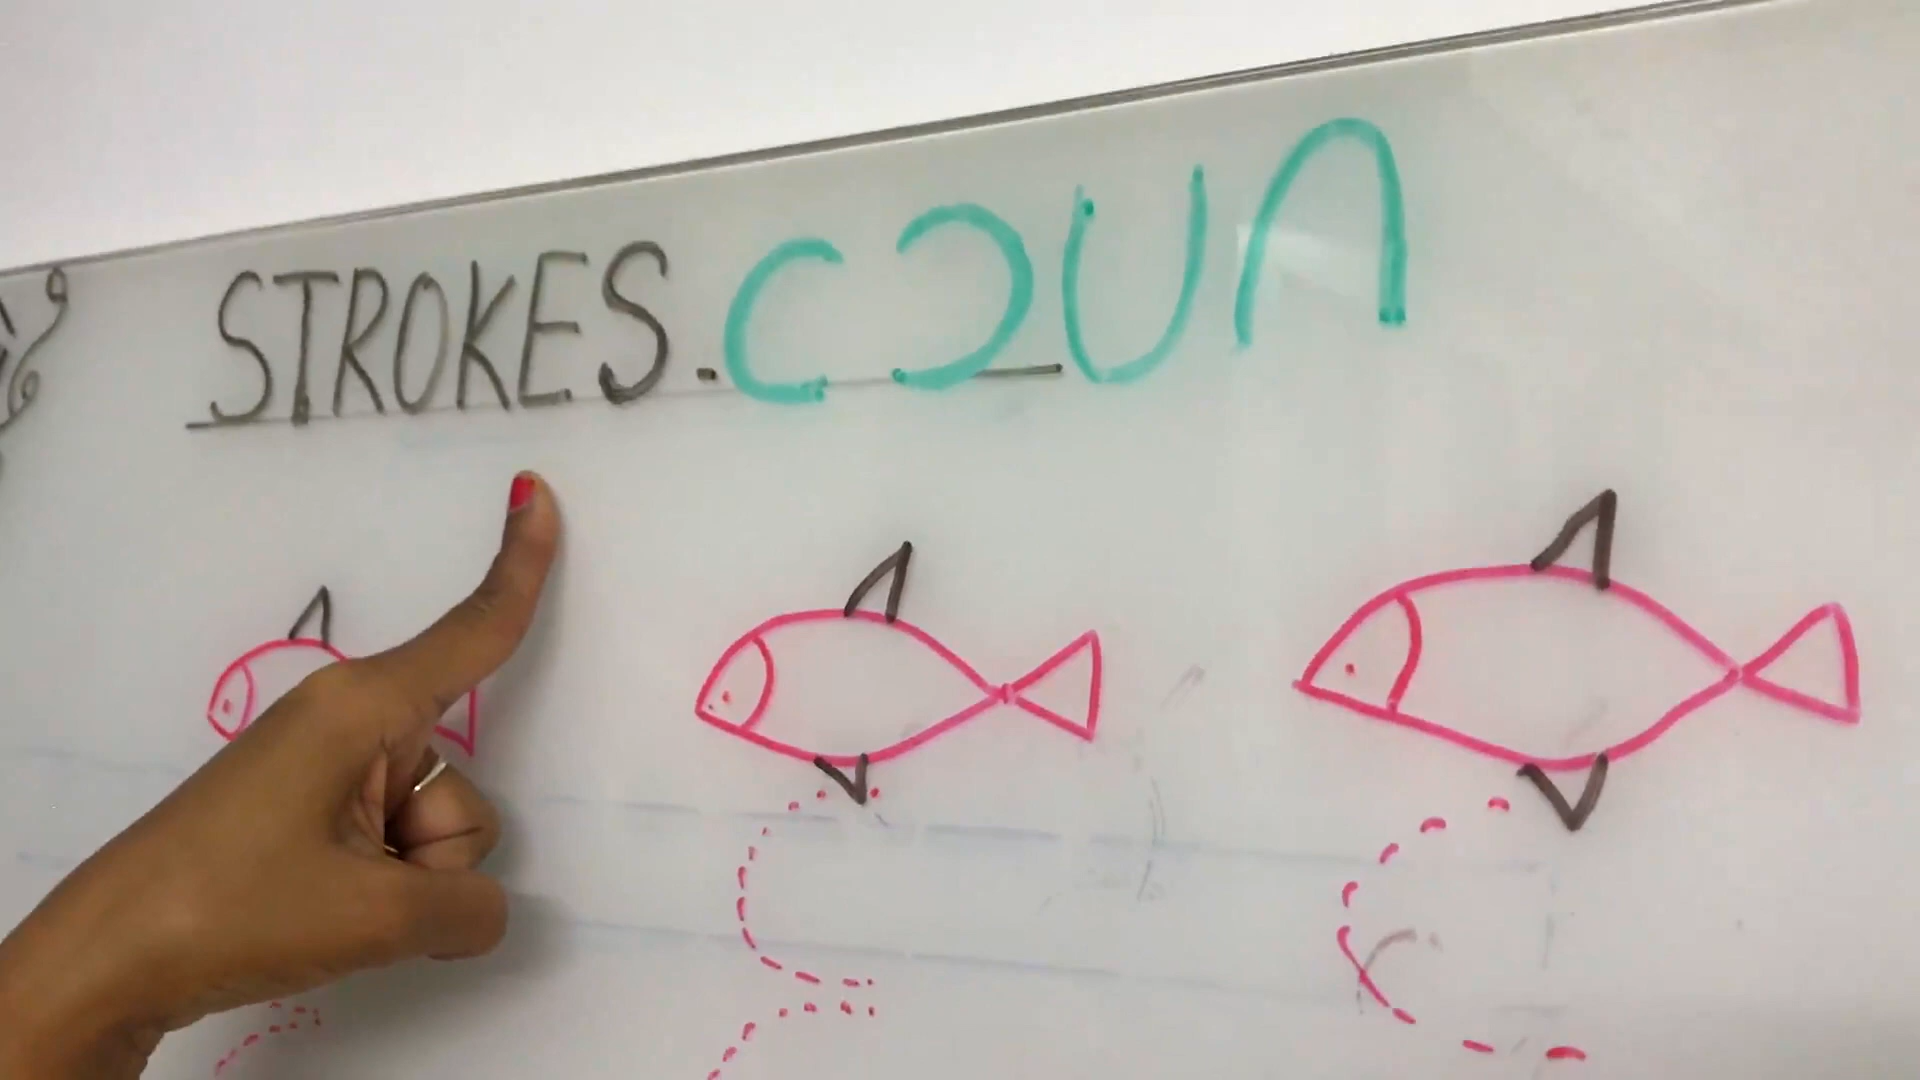 STROKES. C Ɔ U ∩